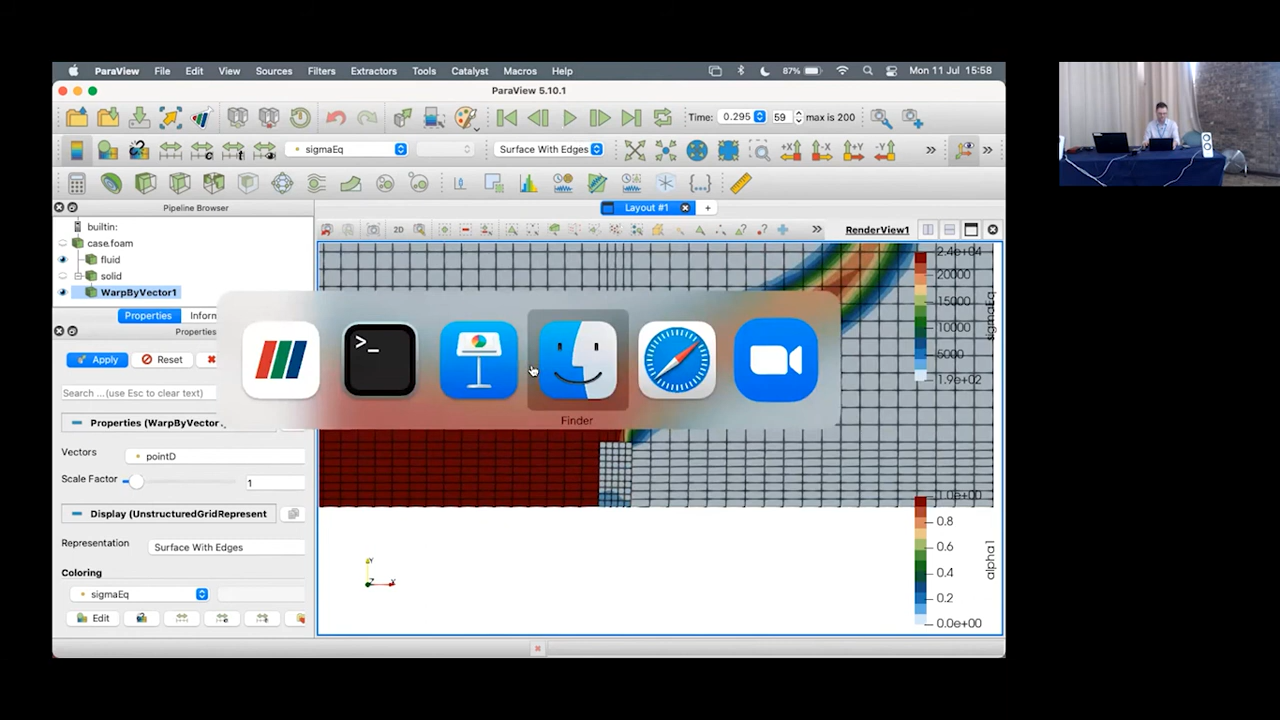 ParaView File Edit View Sources Filters Extractors Tools Catalyst Macros Help 87% Mon 11 Jul 15:58
ParaView 5.10.1
Time: 0.295 59 max is 200
sigmaEq Surface With Edges +X -X +Y -Y
Pipeline Browser
Layout #1
builtin:
2D RenderView1
case.foam
fluid
solid
WarpByVector1
Properties Inforn
Properties
Apply Reset
Search ... (use Esc to clear text)
Properties (WarpByVector
Vectors pointD
Scale Factor 1
Display (UnstructuredGridRepresent
Representation Surface With Edges
Coloring
sigmaEq
Edit
>_
Finder
2.4e+04
20000
15000
10000
5000
1.9e+02
sigmaEq
1.0e+00
0.8
0.6
0.4
0.2
0.0e+00
alpha1
Y
Z X